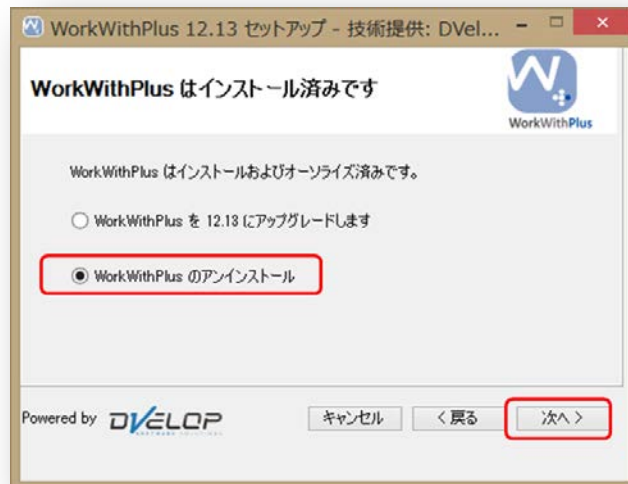 WorkWithPlus 12.13 セットアップ - 技術提供: DVel...
WorkWithPlus はインストール済みです
WorkWithPlus
WorkWithPlus はインストールおよびオーソライズ済みです。
WorkWithPlus を 12.13 にアップグレードします
WorkWithPlus のアンインストール
Powered by DVELOP
キャンセル
< 戻る
次へ >